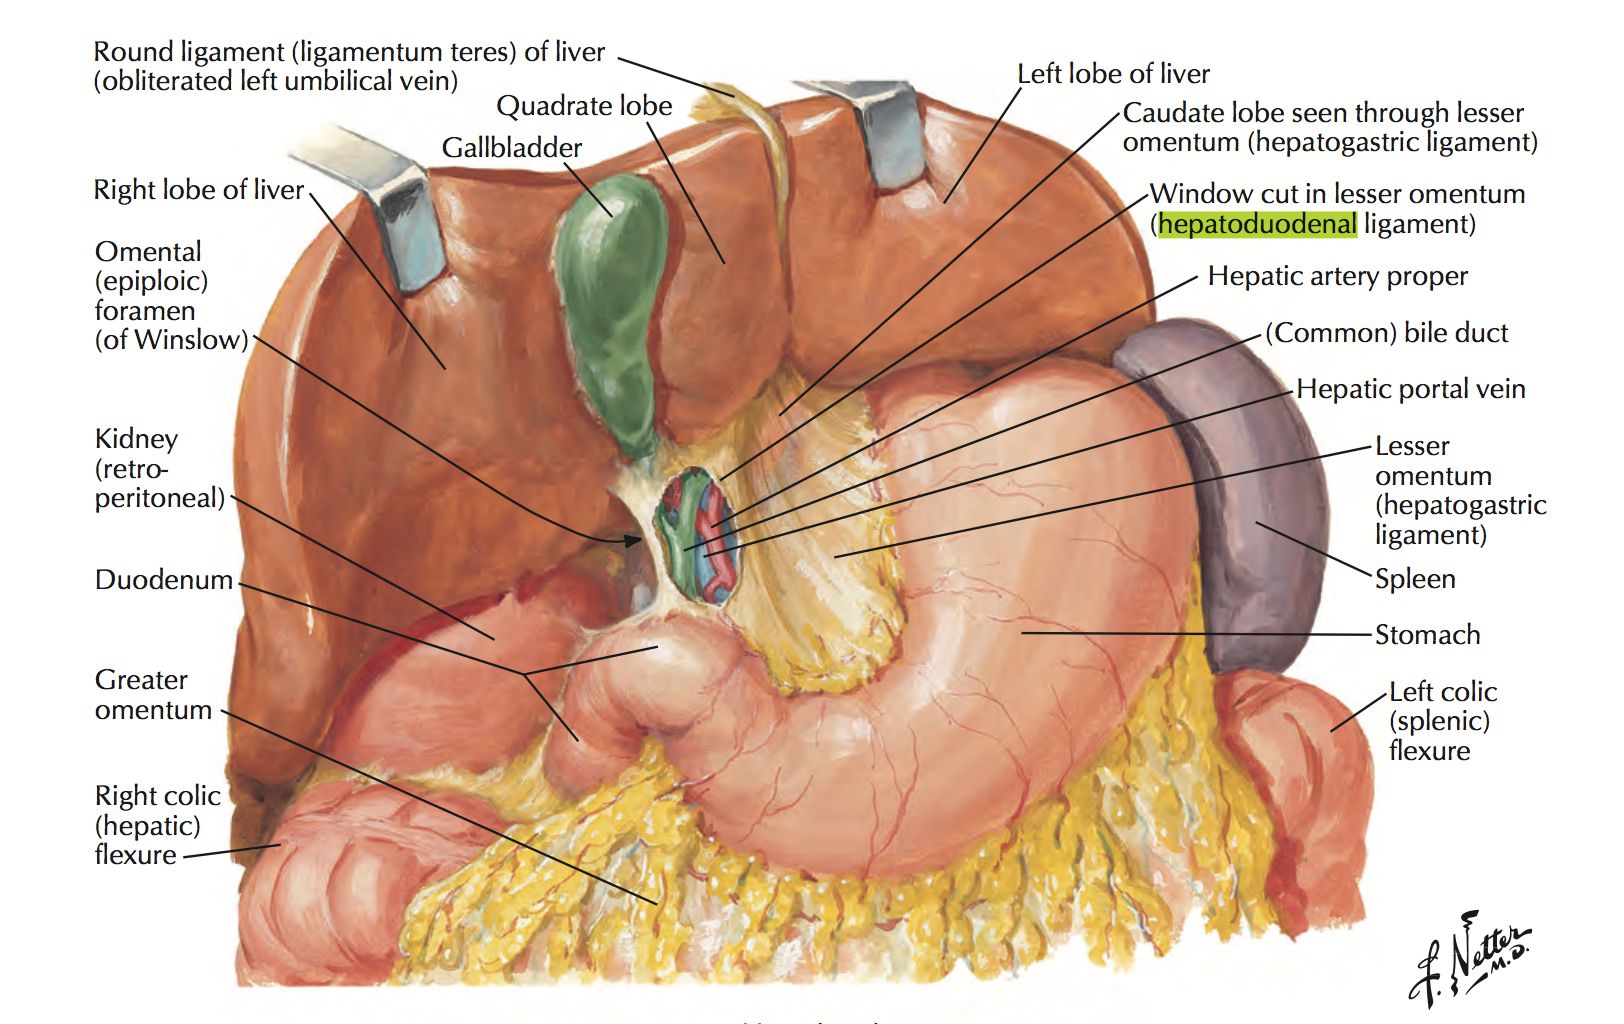 Round ligament (ligamentum teres) of liver
(obliterated left umbilical vein)
Quadrate lobe
Gallbladder
Right lobe of liver
Omental
(epiploic)
foramen
(of Winslow)
Kidney
(retro-
peritoneal)
Duodenum
Greater
omentum
Right colic
(hepatic)
flexure
Left lobe of liver
Caudate lobe seen through lesser
omentum (hepatogastric ligament)
Window cut in lesser omentum
(hepatoduodenal ligament)
Hepatic artery proper
(Common) bile duct
Hepatic portal vein
Lesser
omentum
(hepatogastric
ligament)
Spleen
Stomach
Left colic
(splenic)
flexure
F. Netter
M.D.